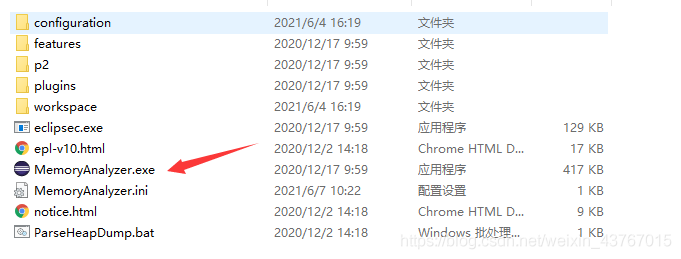 configuration 2021/6/4 16:19 文件夹
features 2020/12/17 9:59 文件夹
p2 2020/12/17 9:59 文件夹
plugins 2020/12/17 9:59 文件夹
workspace 2021/6/4 16:19 文件夹
eclipsec.exe 2020/12/17 9:59 应用程序 129 KB
epl-v10.html 2020/12/2 14:18 Chrome HTML D... 17 KB
MemoryAnalyzer.exe 2020/12/17 9:59 应用程序 417 KB
MemoryAnalyzer.ini 2021/6/7 10:22 配置设置 1 KB
notice.html 2020/12/2 14:18 Chrome HTML D... 9 KB
ParseHeapDump.bat 2020/12/2 14:18 Windows 批处理... 1 KB
https://blog.csdn.net/weixin_43767015